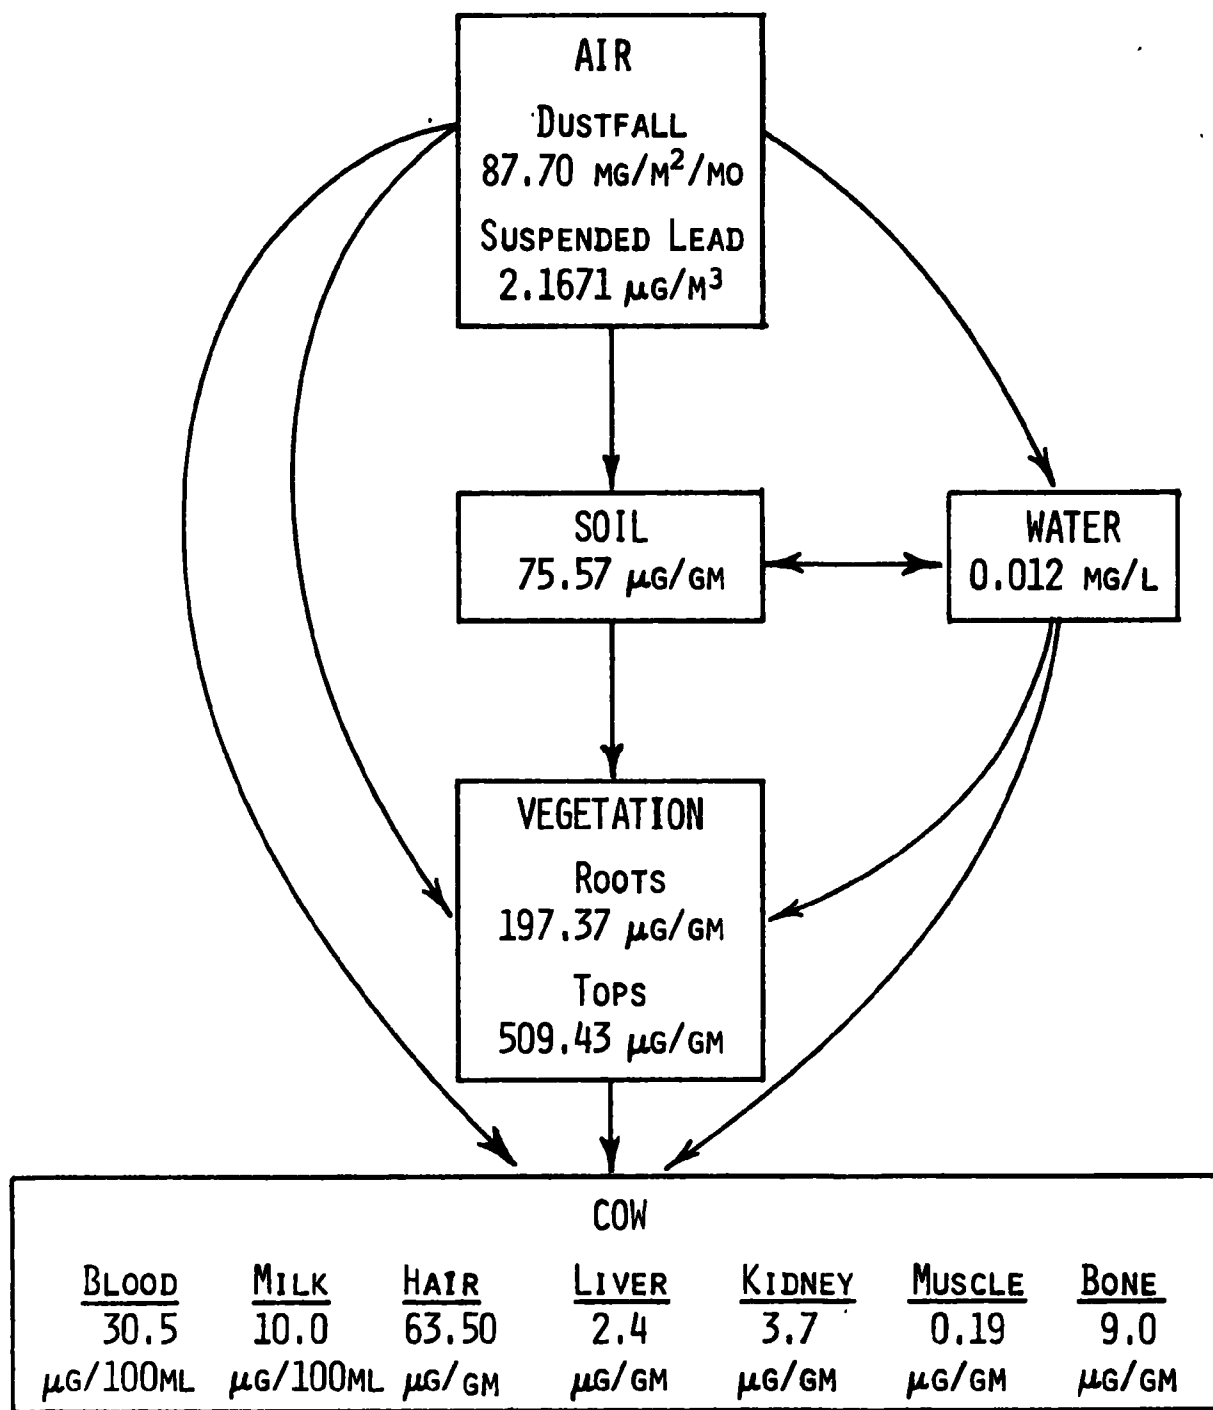 AIR
DUSTFALL
87.70 MG/M²/MO
SUSPENDED LEAD
2.1671 µG/M³
SOIL
75.57 µG/GM
WATER
0.012 MG/L
VEGETATION
ROOTS
197.37 µG/GM
TOPS
509.43 µG/GM
COW
BLOOD MILK HAIR LIVER KIDNEY MUSCLE BONE
30.5 10.0 63.50 2.4 3.7 0.19 9.0
µG/100ML µG/100ML µG/GM µG/GM µG/GM µG/GM µG/GM